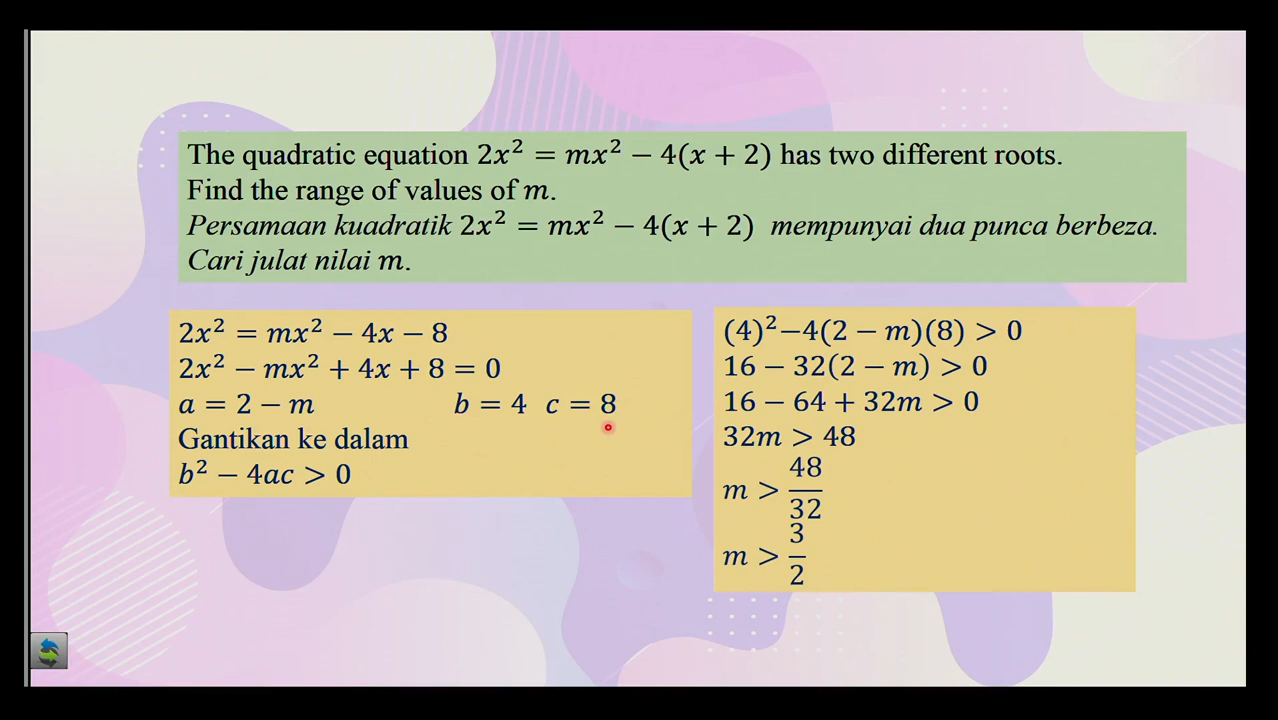 The quadratic equation 2x² = mx² − 4(x + 2) has two different roots.
Find the range of values of m.
Persamaan kuadratik 2x² = mx² − 4(x + 2) mempunyai dua punca berbeza.
Cari julat nilai m.
2x² = mx² − 4x − 8
2x² − mx² + 4x + 8 = 0
a = 2 − m b = 4 c = 8
Gantikan ke dalam
b² − 4ac > 0
(4)²−4(2 − m)(8) > 0
16 − 32(2 − m) > 0
16 − 64 + 32m > 0
32m > 48
m > 48/32
m > 3/2